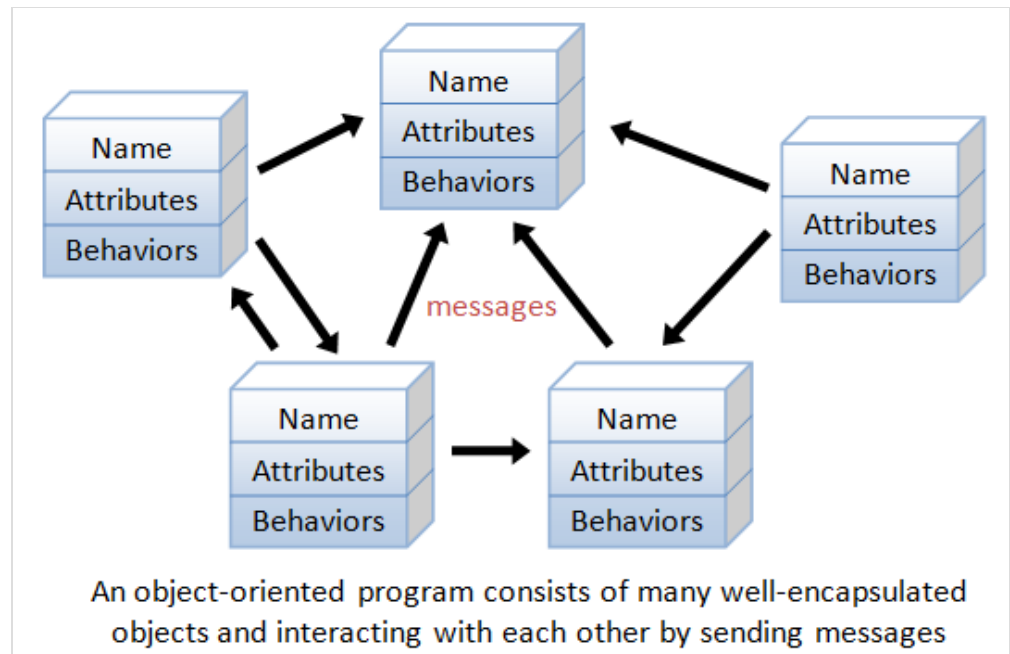 Name
Attributes
Behaviors
Name
Attributes
Behaviors
Name
Attributes
Behaviors
messages
Name
Attributes
Behaviors
Name
Attributes
Behaviors
An object-oriented program consists of many well-encapsulated
objects and interacting with each other by sending messages